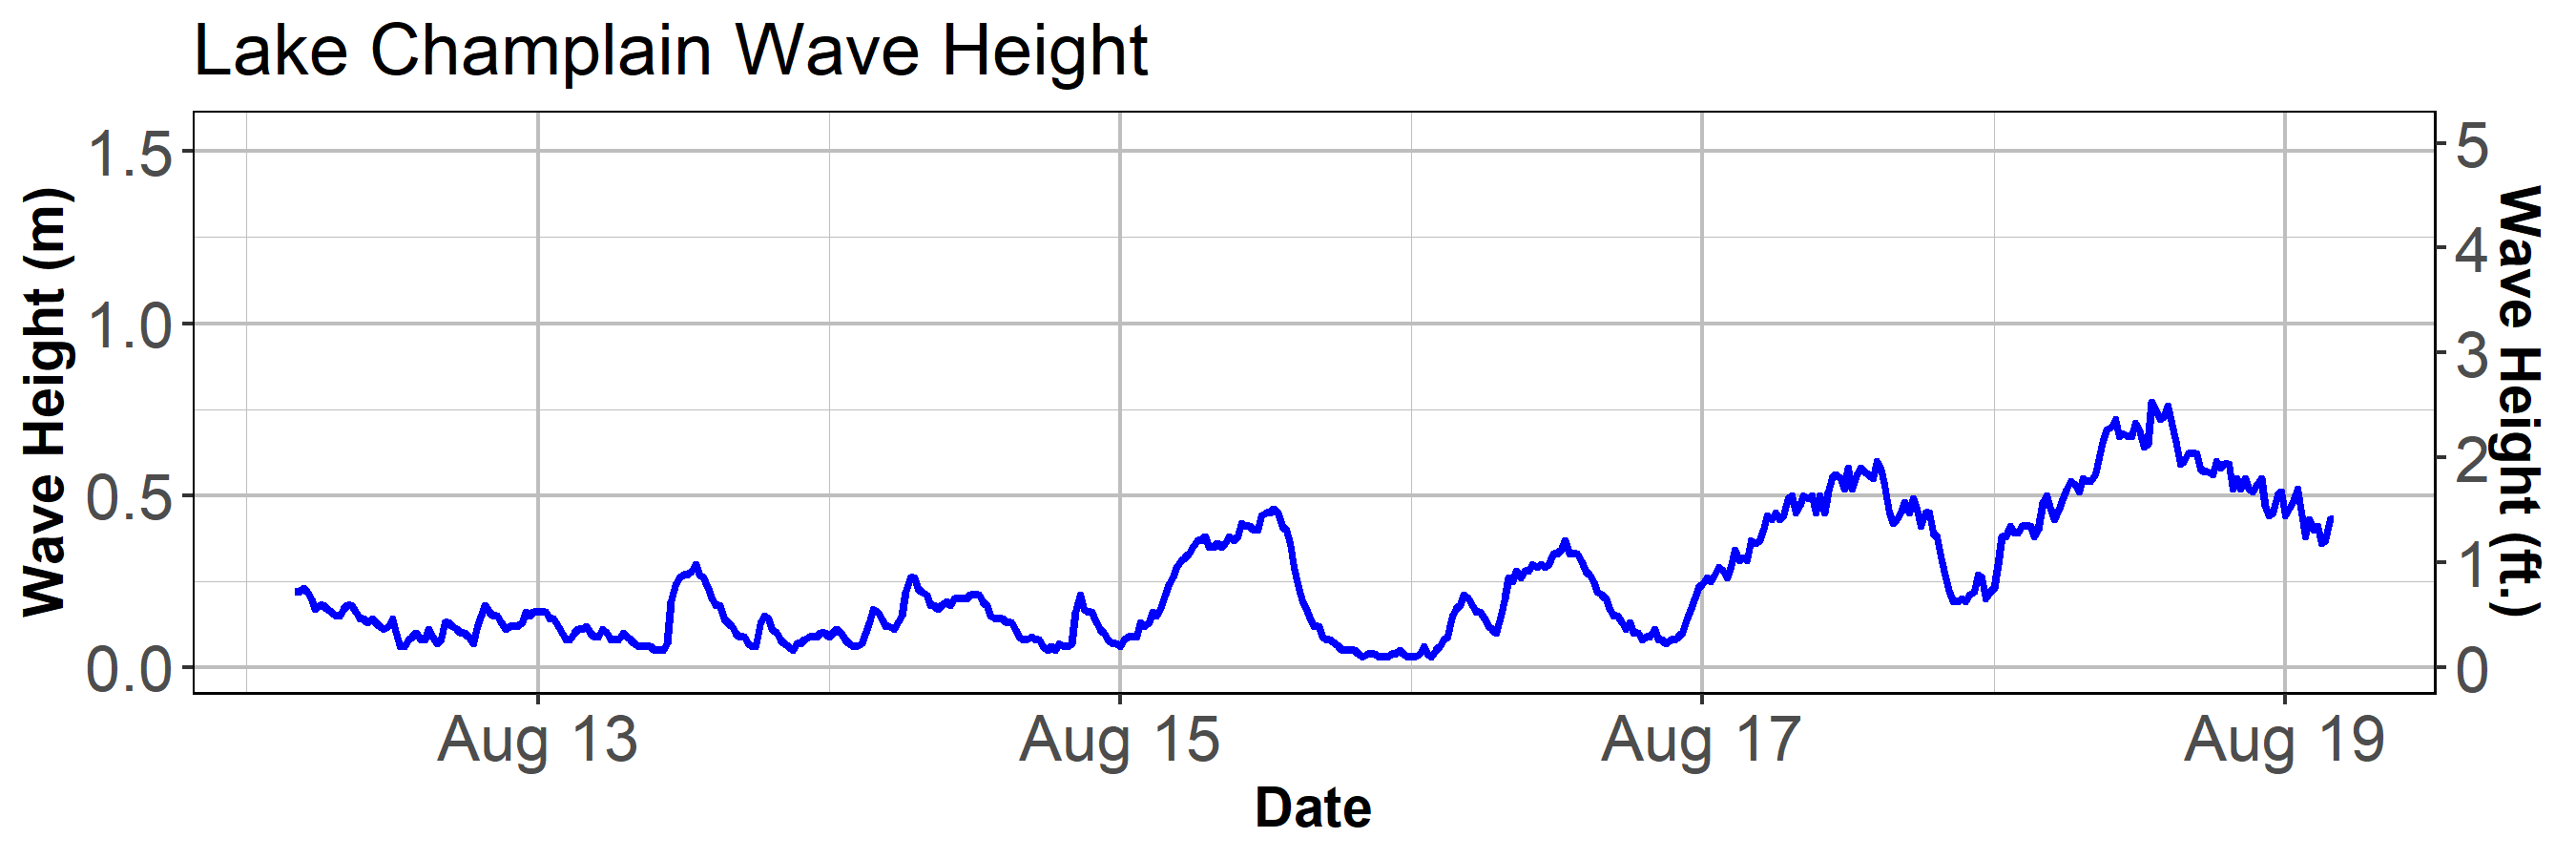 Lake Champlain Wave Height
Wave Height (m)
1.5
1.0
0.5
0.0
5
4
3
2
1
0
Wave Height (ft.)
Aug 13
Aug 15
Aug 17
Aug 19
Date